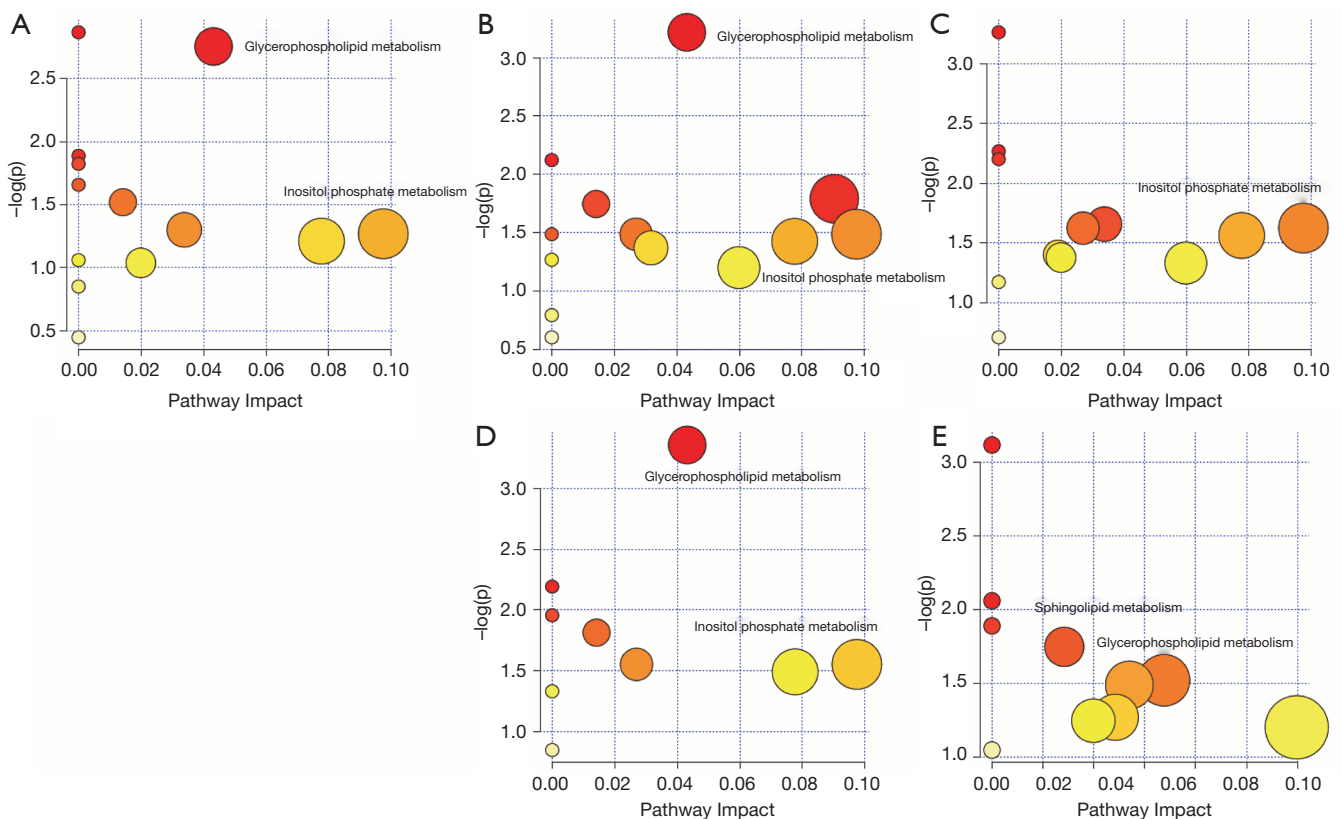 A
Glycerophospholipid metabolism
2.5
2.0
1.5
1.0
0.5
−log(p)
Inositol phosphate metabolism
0.00 0.02 0.04 0.06 0.08 0.10
Pathway Impact
B
Glycerophospholipid metabolism
3.0
2.5
2.0
1.5
1.0
0.5
−log(p)
Inositol phosphate metabolism
0.00 0.02 0.04 0.06 0.08 0.10
Pathway Impact
C
3.0
2.5
2.0
1.5
1.0
−log(p)
Inositol phosphate metabolism
0.00 0.02 0.04 0.06 0.08 0.10
Pathway Impact
D
Glycerophospholipid metabolism
3.0
2.5
2.0
1.5
1.0
−log(p)
Inositol phosphate metabolism
0.00 0.02 0.04 0.06 0.08 0.10
Pathway Impact
E
3.0
2.5
2.0
1.5
1.0
−log(p)
Sphingolipid metabolism
Glycerophospholipid metabolism
0.00 0.02 0.04 0.06 0.08 0.10
Pathway Impact